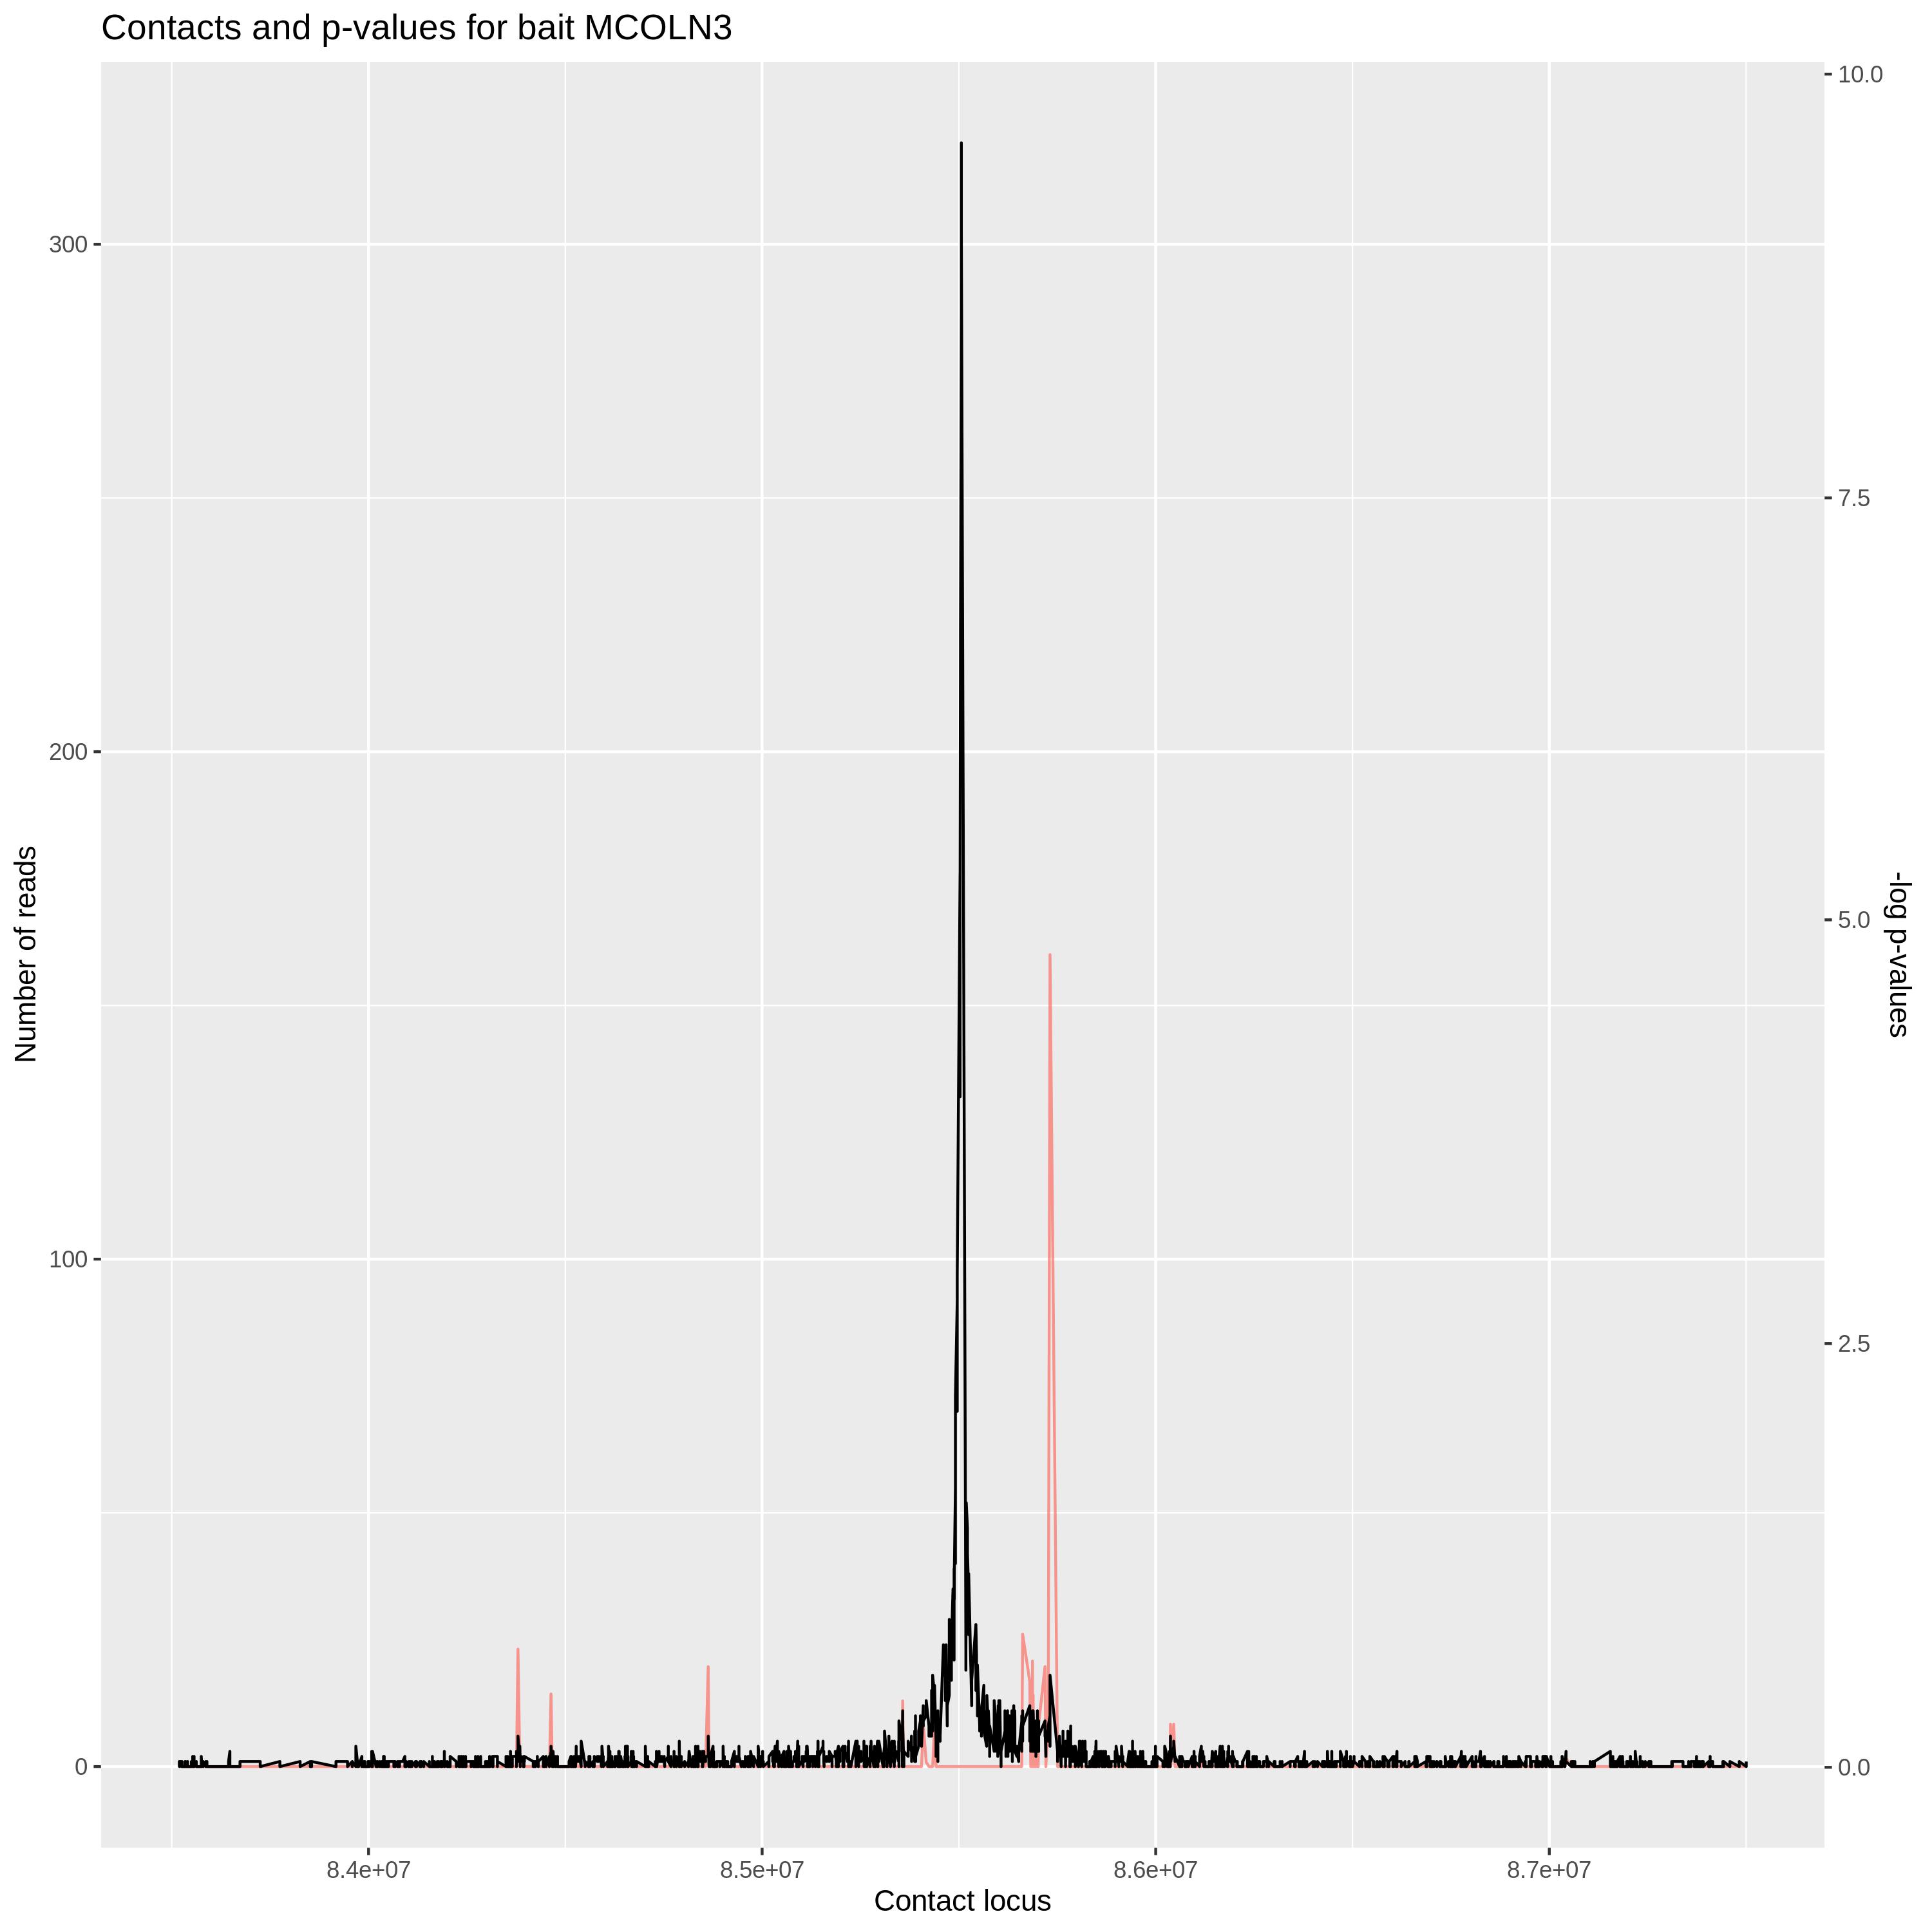 Contacts and p-values for bait MCOLN3
10.0
300
7.5
200
5.0
Number of reads
-log p-values
100
2.5
0
0.0
8.4e+07
8.5e+07
8.6e+07
8.7e+07
Contact locus